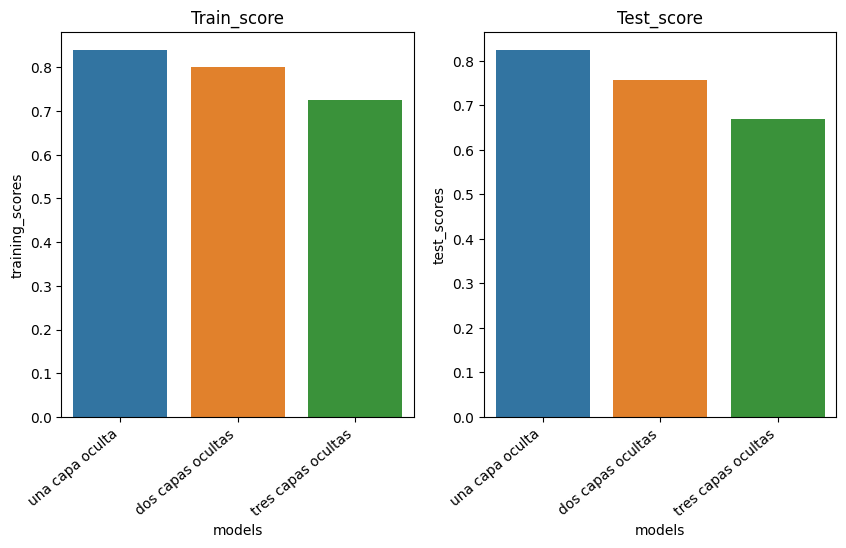 Train_score
training_scores
0.8
0.7
0.6
0.5
0.4
0.3
0.2
0.1
0.0
una capa oculta
dos capas ocultas
tres capas ocultas
models
Test_score
test_scores
0.8
0.7
0.6
0.5
0.4
0.3
0.2
0.1
0.0
una capa oculta
dos capas ocultas
tres capas ocultas
models